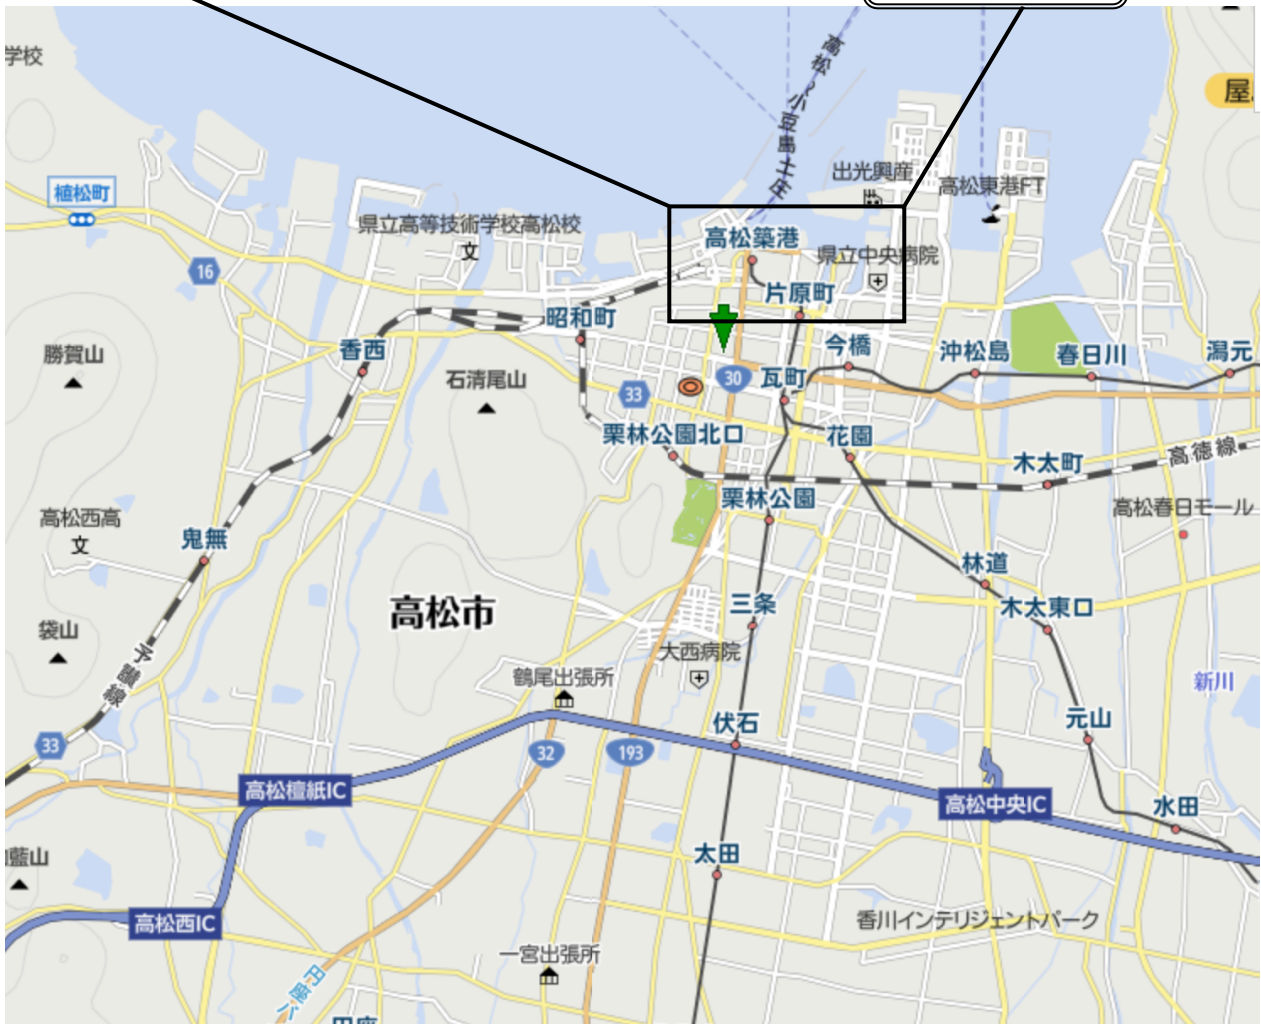 学校
高松〜小豆島土庄
屋
出光興産
高松東港FT
植松町
県立高等技術学校高松校
高松築港
県立中央病院
16
片原町
昭和町
今橋
沖松島
春日川
潟元
香西
勝賀山
石清尾山
30
瓦町
33
栗林公園北口
花園
高徳線
木太町
栗林公園
高松春日モール
高松西高
鬼無
林道
木太東口
高松市
三条
袋山
大西病院
予讃線
鶴尾出張所
新川
伏石
元山
33
32
193
高松檀紙IC
高松中央IC
水田
太田
藍山
高松西IC
香川インテリジェントパーク
一宮出張所
円座バ
円座